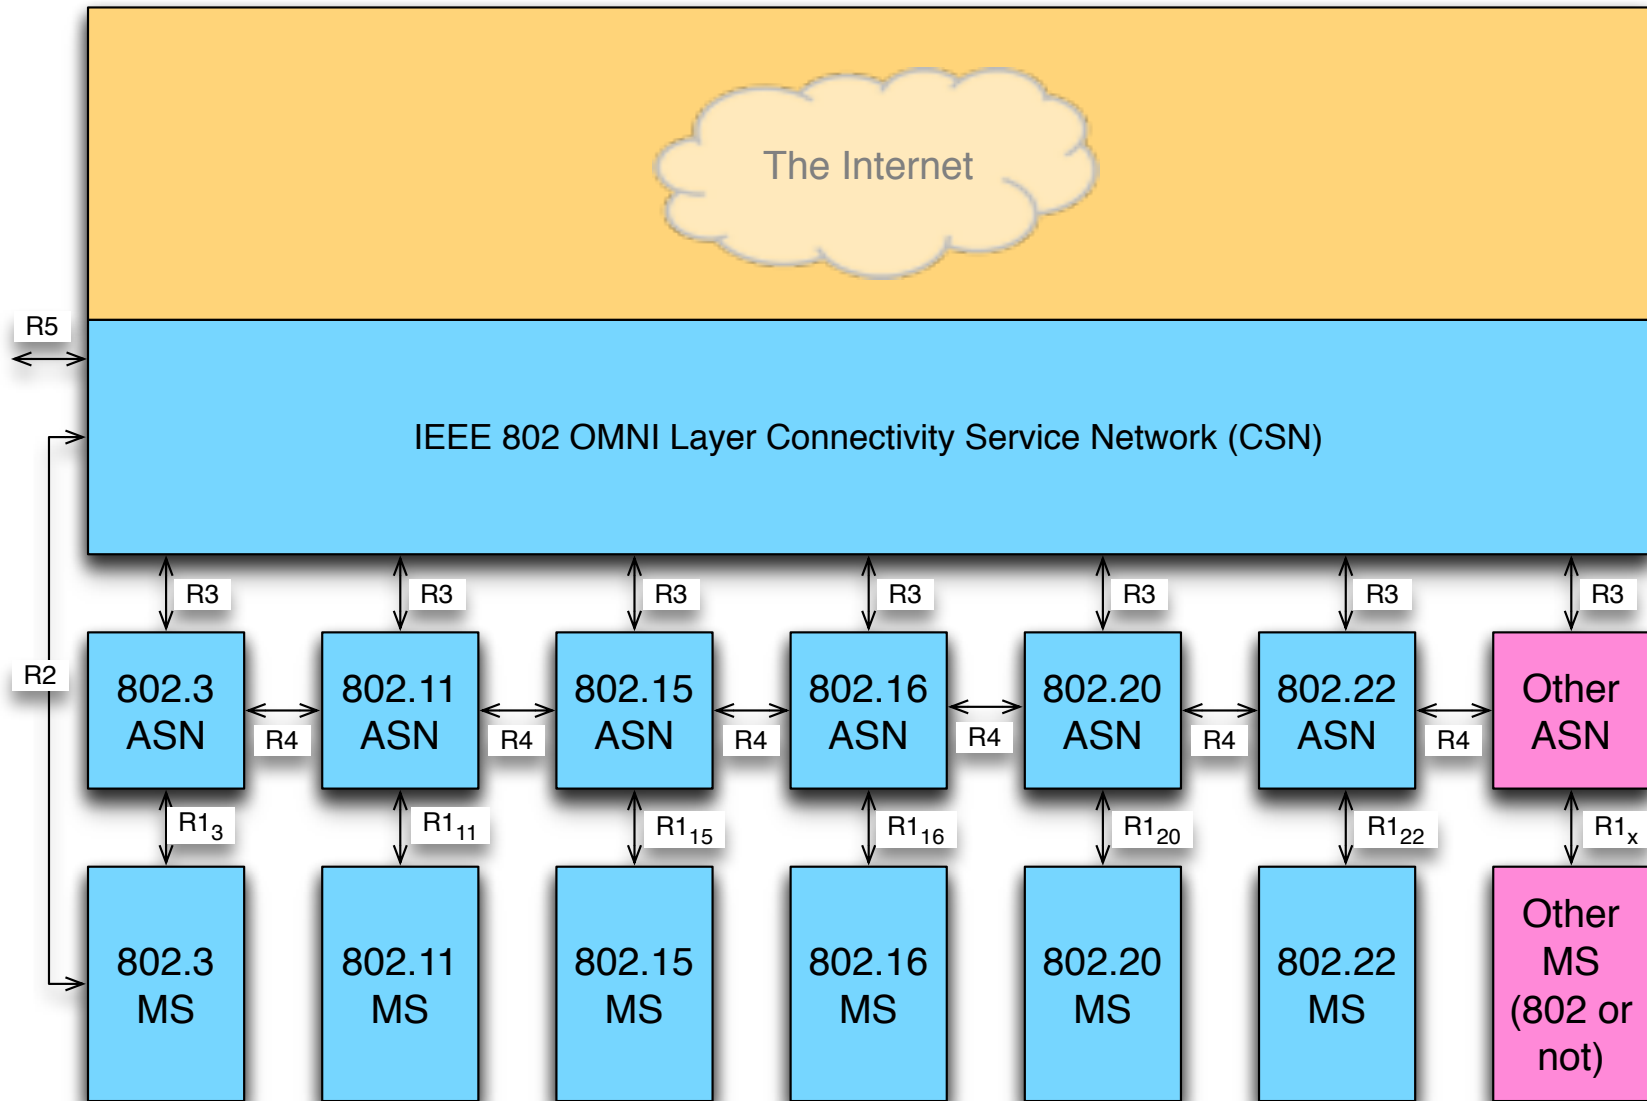 The Internet
R5
IEEE 802 OMNI Layer Connectivity Service Network (CSN)
R3 R3 R3 R3 R3 R3 R3
R2
802.3
ASN
R4
802.11
ASN
R4
802.15
ASN
R4
802.16
ASN
R4
802.20
ASN
R4
802.22
ASN
R4
Other
ASN
R1₃ R1₁₁ R1₁₅ R1₁₆ R1₂₀ R1₂₂ R1ₓ
802.3
MS
802.11
MS
802.15
MS
802.16
MS
802.20
MS
802.22
MS
Other
MS
(802 or
not)